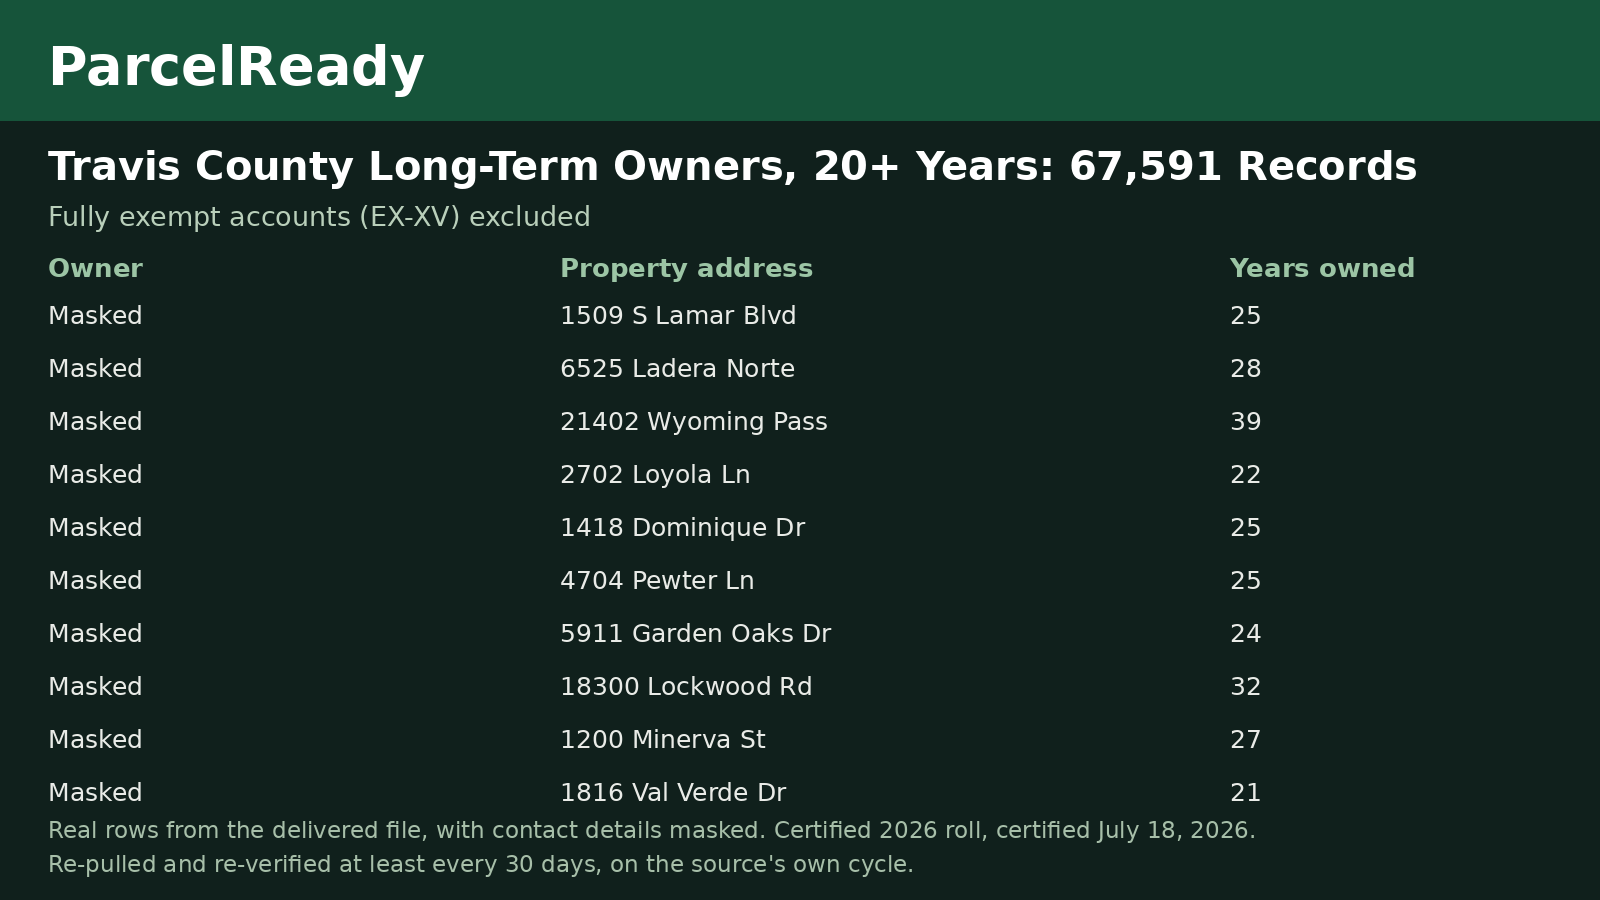 ParcelReady
Travis County Long-Term Owners, 20+ Years: 67,591 Records
Fully exempt accounts (EX-XV) excluded
Owner Property address Years owned
Masked 1509 S Lamar Blvd 25
Masked 6525 Ladera Norte 28
Masked 21402 Wyoming Pass 39
Masked 2702 Loyola Ln 22
Masked 1418 Dominique Dr 25
Masked 4704 Pewter Ln 25
Masked 5911 Garden Oaks Dr 24
Masked 18300 Lockwood Rd 32
Masked 1200 Minerva St 27
Masked 1816 Val Verde Dr 21
Real rows from the delivered file, with contact details masked. Certified 2026 roll, certified July 18, 2026.
Re-pulled and re-verified at least every 30 days, on the source's own cycle.